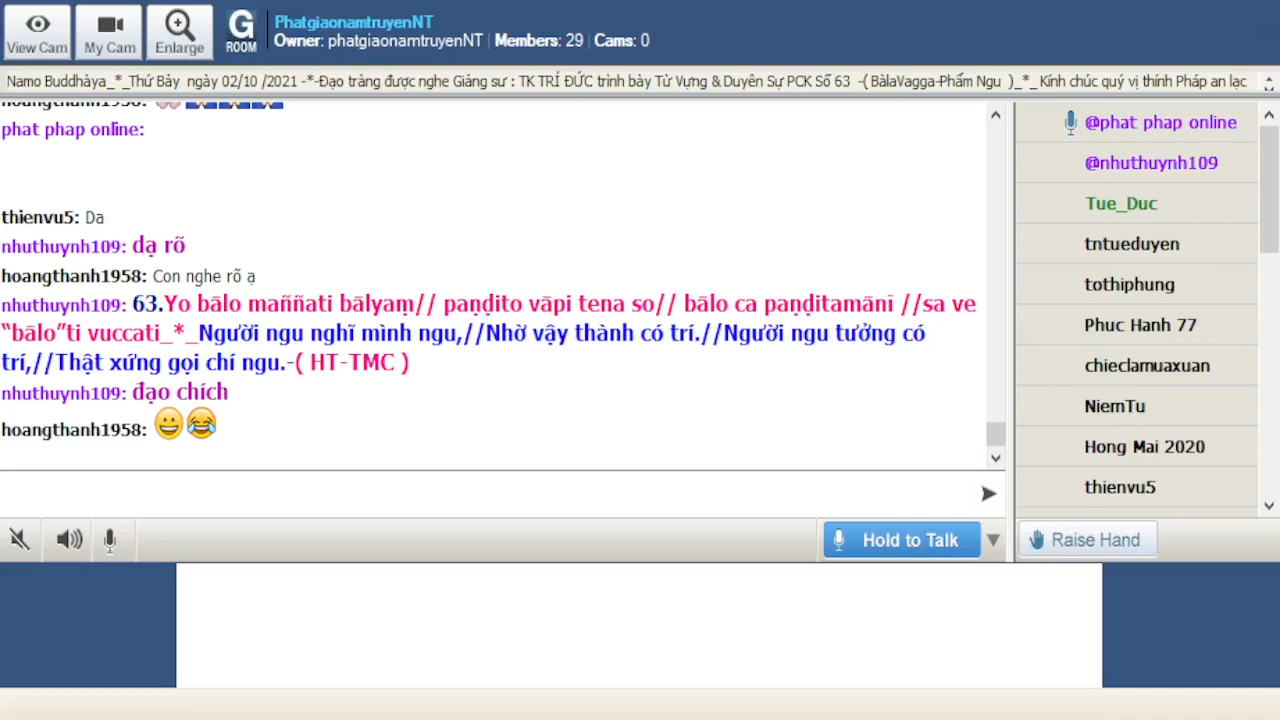 View Cam
My Cam
Enlarge
G
ROOM
PhatgiaonamtruyenNT
Owner: phatgiaonamtruyenNT | Members: 29 | Cams: 0
Namo Buddhàya_*_Thứ Bảy ngày 02/10 /2021 -*-Đạo tràng được nghe Giảng sư : TK TRÍ ĐỨC trình bày Từ Vựng & Duyên Sự PCK Số 63 -( BàlaVagga-Phẩm Ngu )_*_Kính chúc quý vị thính Pháp an lạc
hoangthanh1958:
phat phap online:
thienvu5: Da
nhuthuynh109: dạ rõ
hoangthanh1958: Con nghe rõ ạ
nhuthuynh109: 63.Yo bālo maññati bālyaṃ// paṇḍito vāpi tena so// bālo ca paṇḍitamānī //sa ve
“bālo”ti vuccati_*_Người ngu nghĩ mình ngu,//Nhờ vậy thành có trí.//Người ngu tưởng có
trí,//Thật xứng gọi chí ngu.-( HT-TMC )
nhuthuynh109: đạo chích
hoangthanh1958:
@phat phap online
@nhuthuynh109
Tue_Duc
tntueduyen
tothiphung
Phuc Hanh 77
chieclamuaxuan
NiemTu
Hong Mai 2020
thienvu5
Hold to Talk
Raise Hand